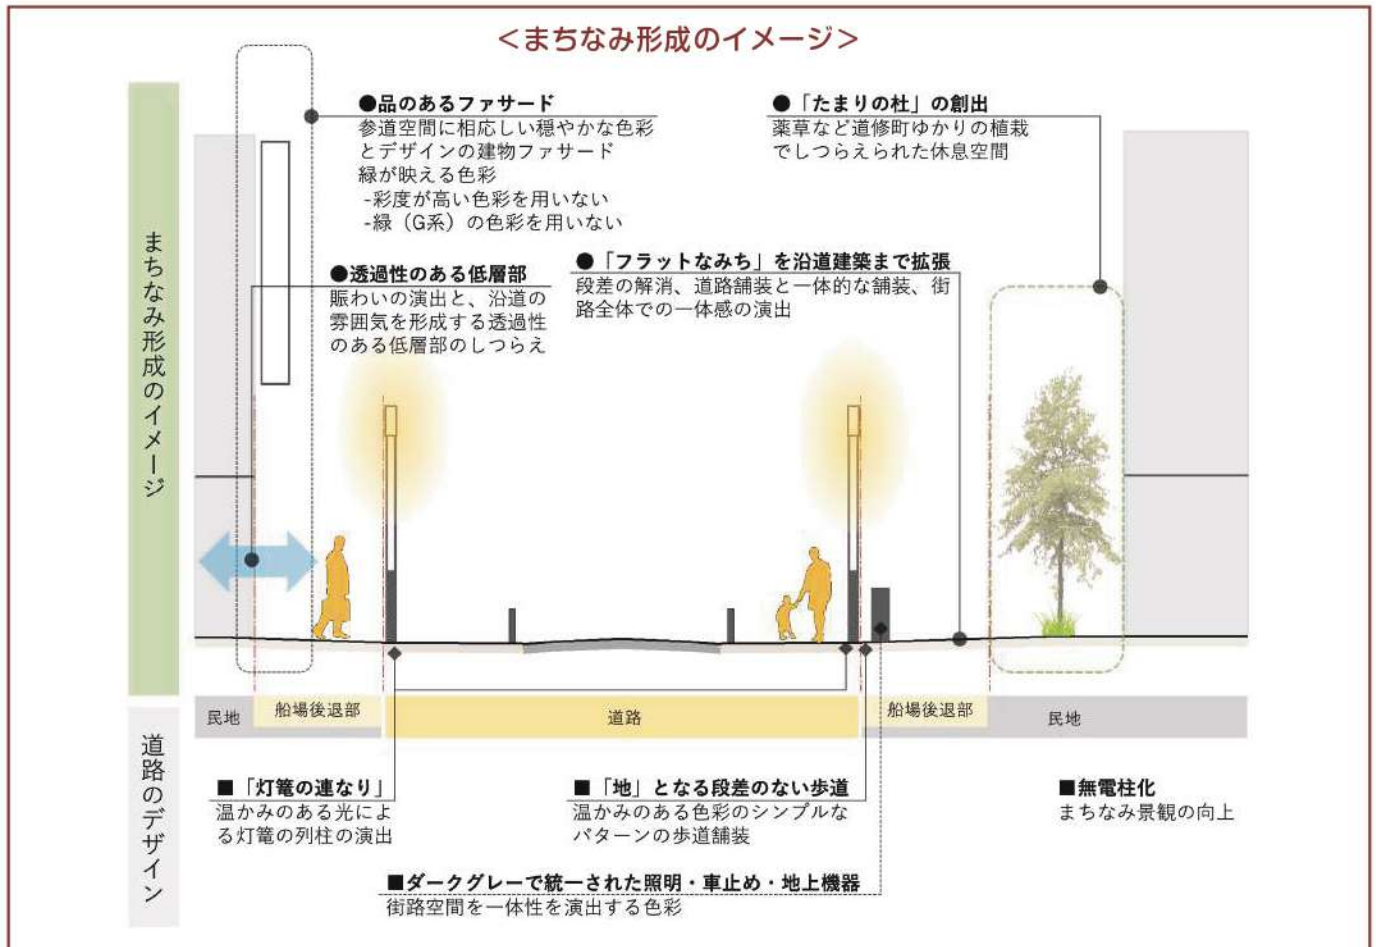 ＜まちなみ形成のイメージ＞
●品のあるファサード
参道空間に相応しい穏やかな色彩
とデザインの建物ファサード
緑が映える色彩
-彩度が高い色彩を用いない
-緑（G系）の色彩を用いない
●「たまりの杜」の創出
薬草など道修町ゆかりの植栽
でしつらえられた休息空間
●透過性のある低層部
賑わいの演出と、沿道の
雰囲気を形成する透過性
のある低層部のしつらえ
●「フラットなみち」を沿道建築まで拡張
段差の解消、道路舗装と一体的な舗装、街
路全体での一体感の演出
まちなみ形成のイメージ
民地
船場後退部
道路
船場後退部
民地
道路のデザイン
■「灯篭の連なり」
温かみのある光によ
る灯篭の列柱の演出
■「地」となる段差のない歩道
温かみのある色彩のシンプルな
パターンの歩道舗装
■無電柱化
まちなみ景観の向上
■ダークグレーで統一された照明・車止め・地上機器
街路空間を一体性を演出する色彩